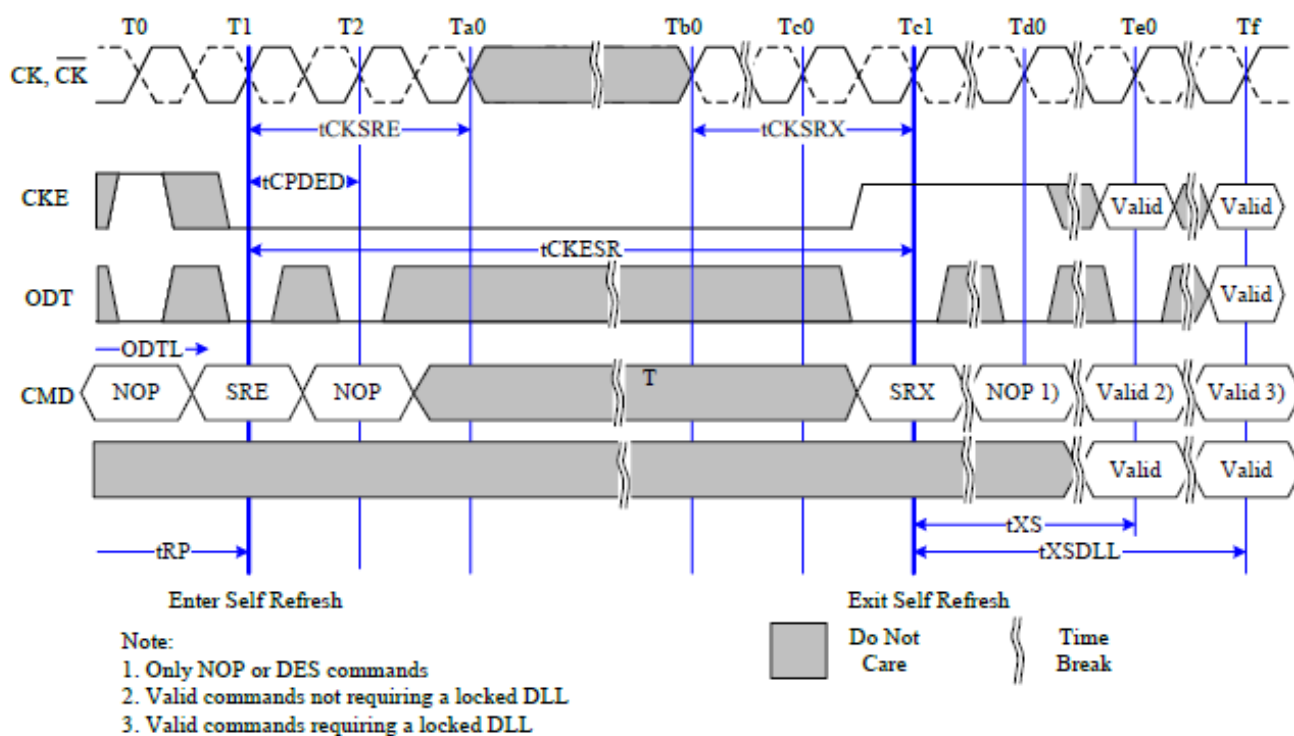 T0 T1 T2 Ta0 Tb0 Tc0 Tc1 Td0 Te0 Tf
CK, CK
tCKSRE tCKSRX
tCPDED
CKE Valid Valid
tCKESR
ODT Valid
ODTL
T
CMD NOP SRE NOP SRX NOP 1) Valid 2) Valid 3)
Valid Valid
tXS
tRP tXSDLL
Enter Self Refresh Exit Self Refresh
Do Not Care
Time Break
Note:
1. Only NOP or DES commands
2. Valid commands not requiring a locked DLL
3. Valid commands requiring a locked DLL